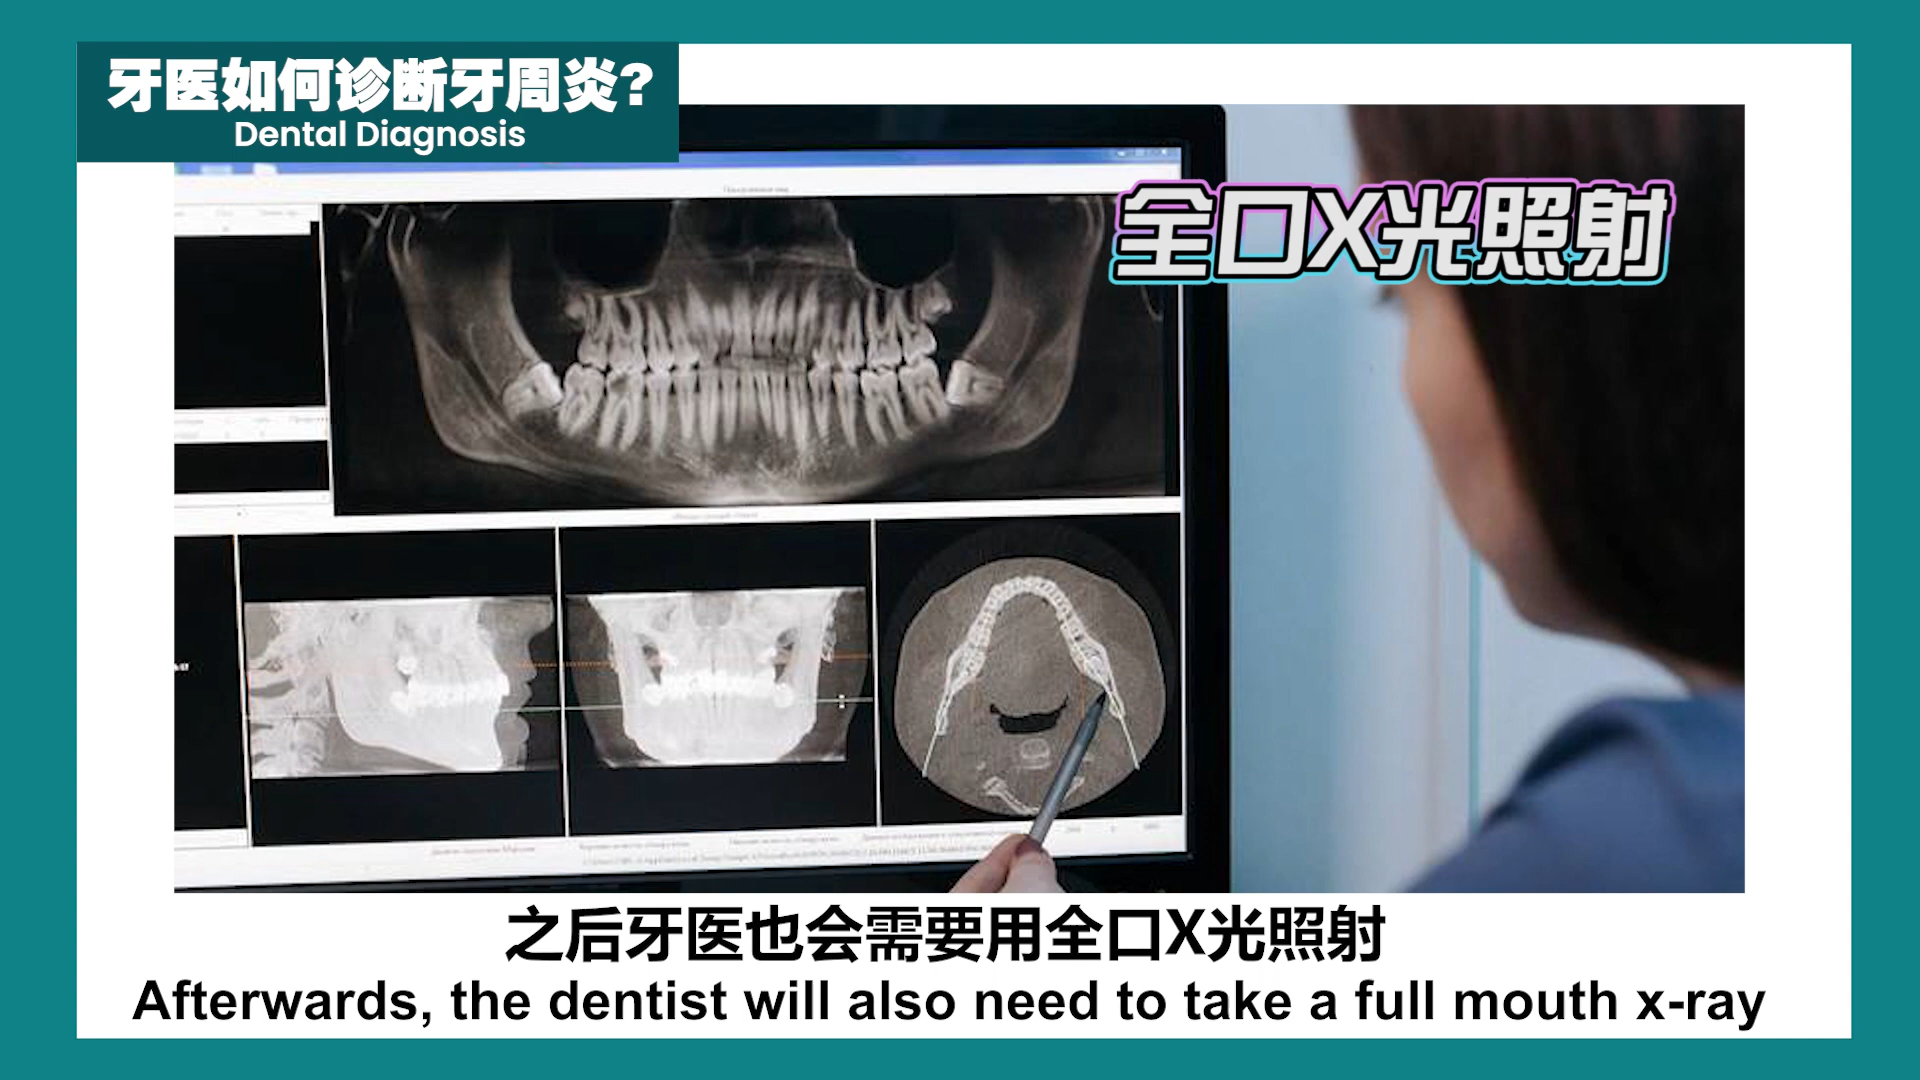 牙医如何诊断牙周炎?
Dental Diagnosis
全口X光照射
之后牙医也会需要用全口X光照射
Afterwards, the dentist will also need to take a full mouth x-ray